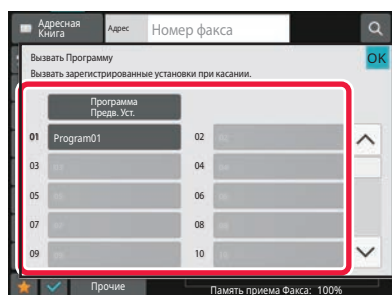 Адресная
Книга
Адрес
Номер факса
Вызвать Программу
OK
Вызвать зарегистрированные установки при касании.
Программа
Предв. Уст.
01 Program01 02
03 04
05 06
07 08
09 10
Прочие
Память приема Факса: 100%